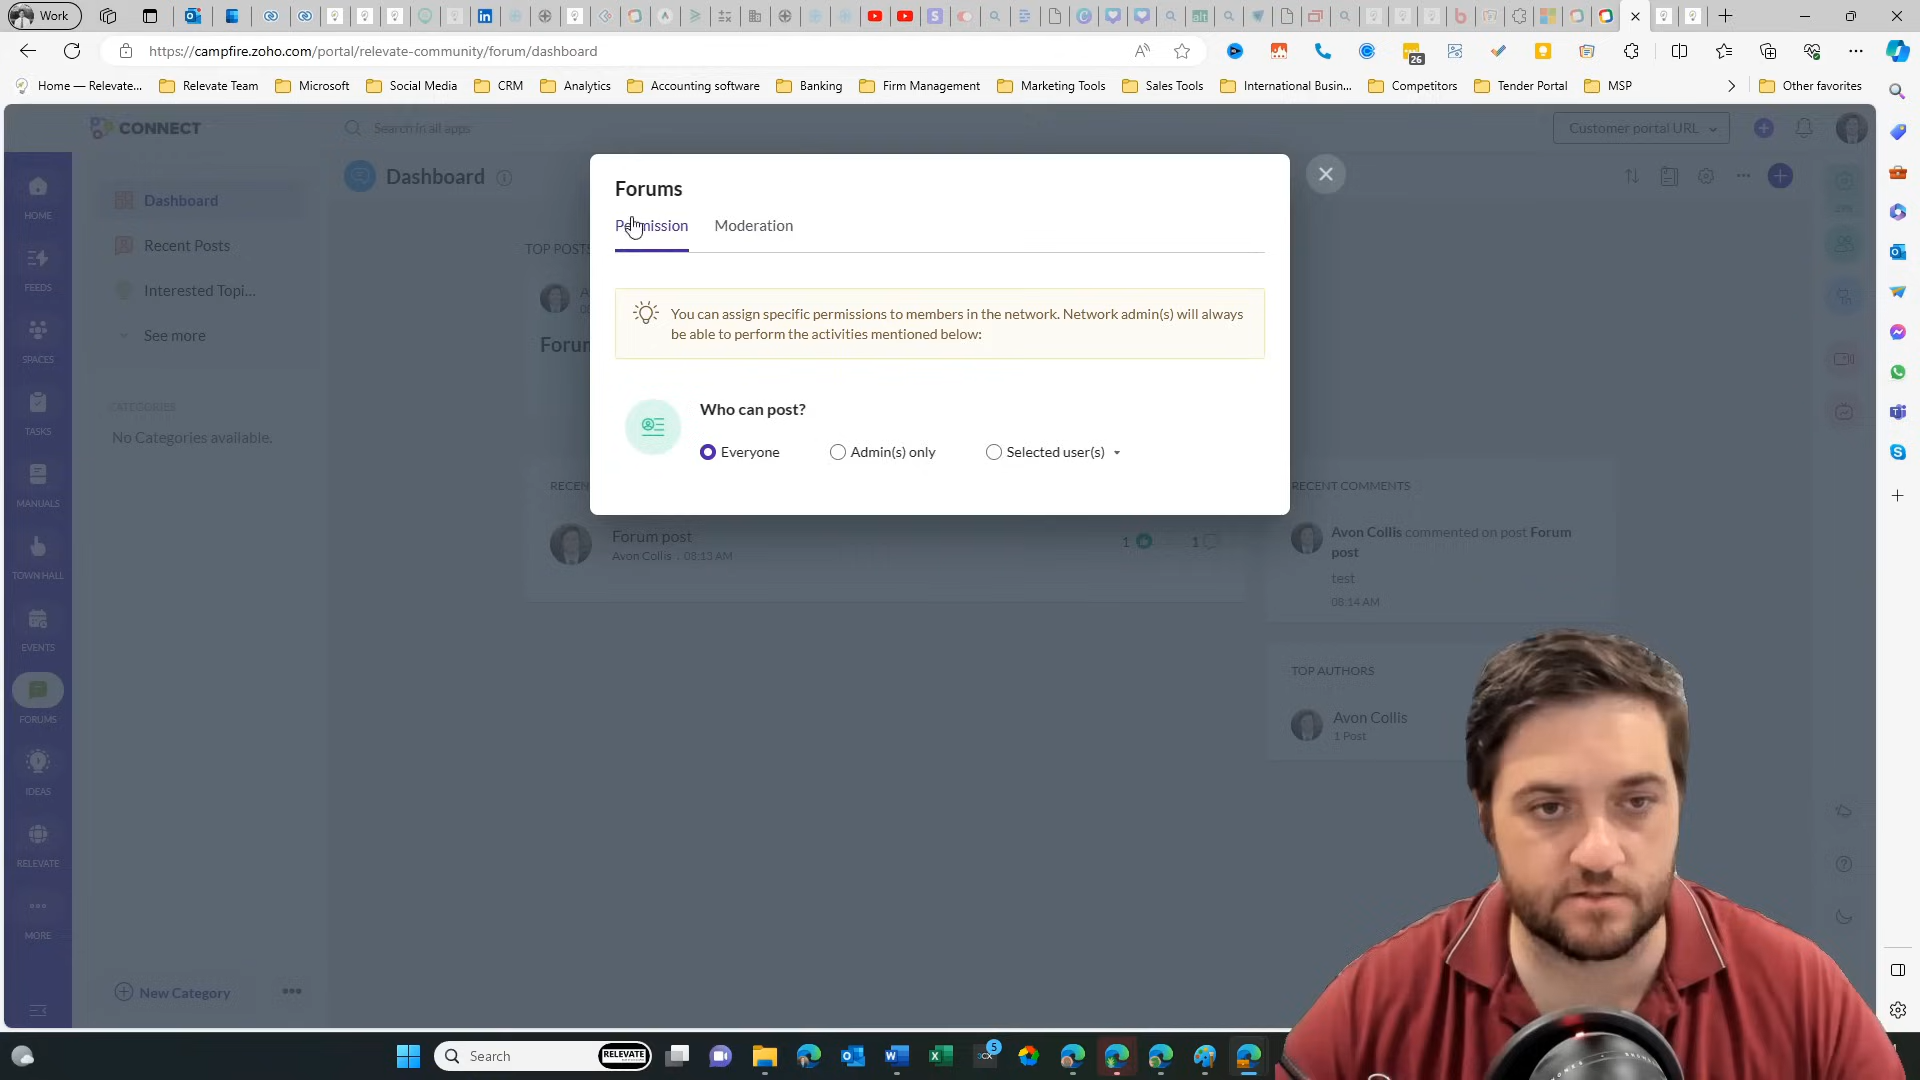 Work
26
https://campfire.zoho.com/portal/relevate-community/forum/dashboard
Home — Relevate...
Relevate Team
Microsoft
Social Media
CRM
Analytics
Accounting software
Banking
Firm Management
Marketing Tools
Sales Tools
International Busin...
Competitors
Tender Portal
MSP
Other favorites
CONNECT
Search in all apps
Customer portal URL
HOME
FEEDS
SPACES
TASKS
MANUALS
TOWN HALL
EVENTS
FORUMS
IDEAS
RELEVATE
MORE
Dashboard
Recent Posts
Interested Topi...
See more
CATEGORIES
No Categories available.
New Category
Dashboard
TOP POSTS
Forum
Forums
Permission
Moderation
You can assign specific permissions to members in the network. Network admin(s) will always
be able to perform the activities mentioned below:
Who can post?
Everyone
Admin(s) only
Selected user(s)
Forum post
Avon Collis . 08:13 AM
1
1
RECENT COMMENTS
Avon Collis commented on post Forum
post
test
08:14 AM
TOP AUTHORS
Avon Collis
1 Post
Search
RELEVATE
5